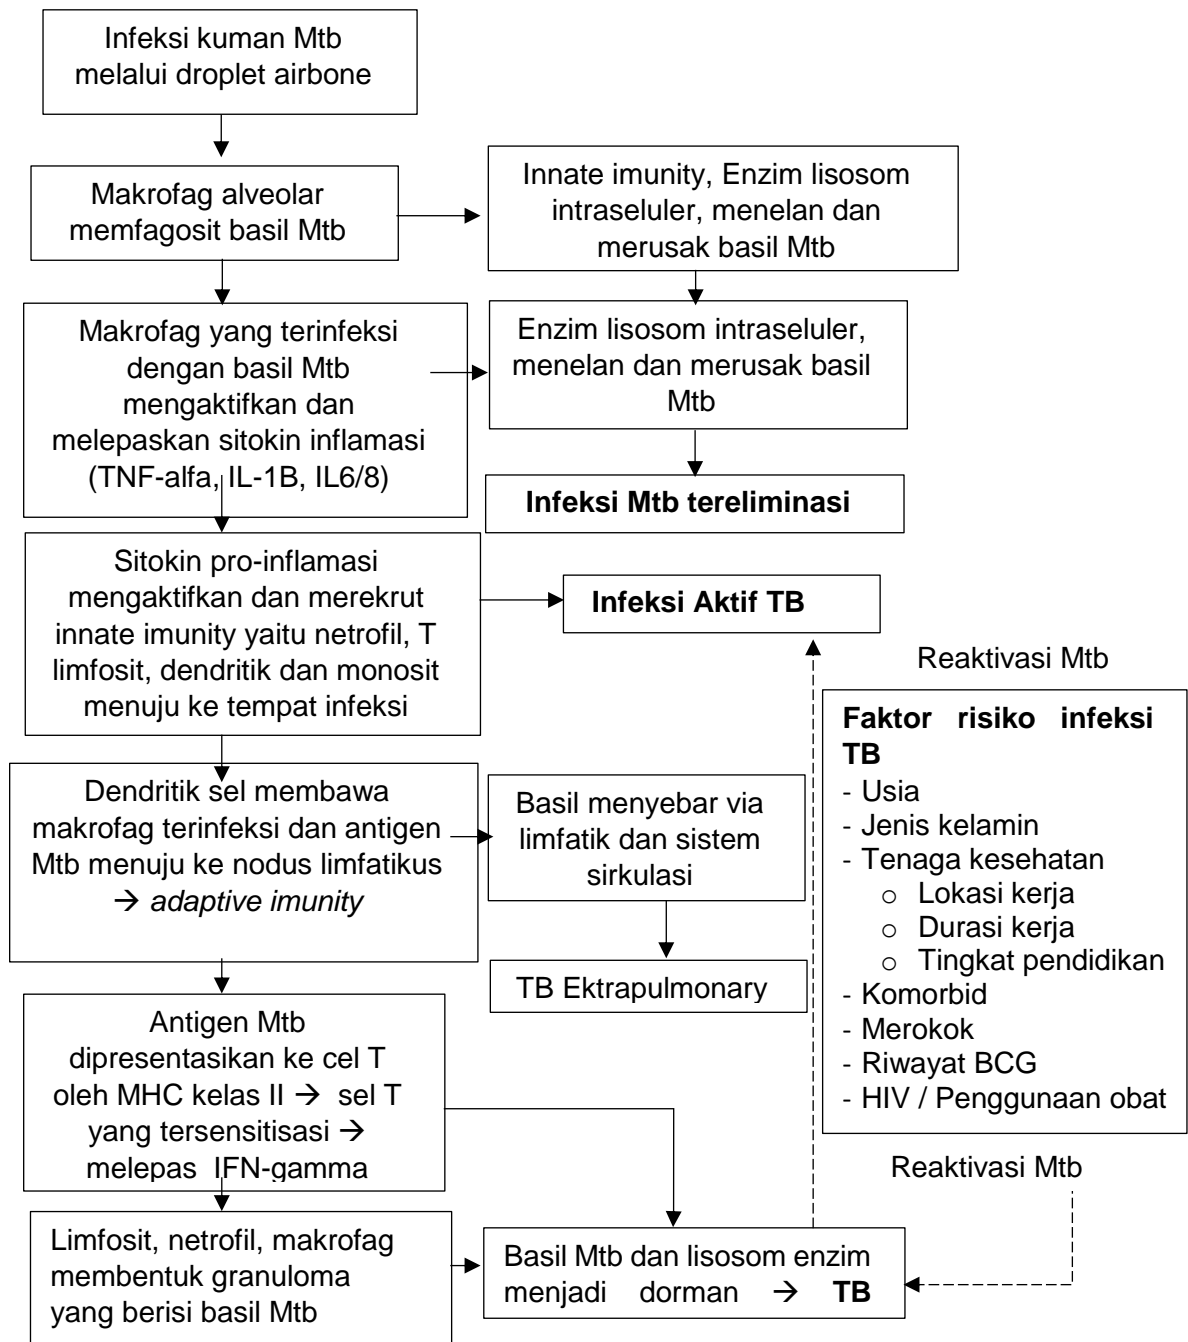 Infeksi kuman Mtb
melalui droplet airbone
Makrofag alveolar
memfagosit basil Mtb
Innate imunity, Enzim lisosom
intraseluler, menelan dan
merusak basil Mtb
Makrofag yang terinfeksi
dengan basil Mtb
mengaktifkan dan
melepaskan sitokin inflamasi
(TNF-alfa, IL-1B, IL6/8)
Enzim lisosom intraseluler,
menelan dan merusak basil
Mtb
Infeksi Mtb tereliminasi
Sitokin pro-inflamasi
mengaktifkan dan merekrut
innate imunity yaitu netrofil, T
limfosit, dendritik dan monosit
menuju ke tempat infeksi
Infeksi Aktif TB
Reaktivasi Mtb
Faktor risiko infeksi
TB
- Usia
- Jenis kelamin
- Tenaga kesehatan
o Lokasi kerja
o Durasi kerja
o Tingkat pendidikan
- Komorbid
- Merokok
- Riwayat BCG
- HIV / Penggunaan obat
Dendritik sel membawa
makrofag terinfeksi dan antigen
Mtb menuju ke nodus limfatikus
→ adaptive imunity
Basil menyebar via
limfatik dan sistem
sirkulasi
TB Ektrapulmonary
Antigen Mtb
dipresentasikan ke cel T
oleh MHC kelas II → sel T
yang tersensitisasi →
melepas IFN-gamma
Reaktivasi Mtb
Limfosit, netrofil, makrofag
membentuk granuloma
yang berisi basil Mtb
Basil Mtb dan lisosom enzim
menjadi dorman → TB